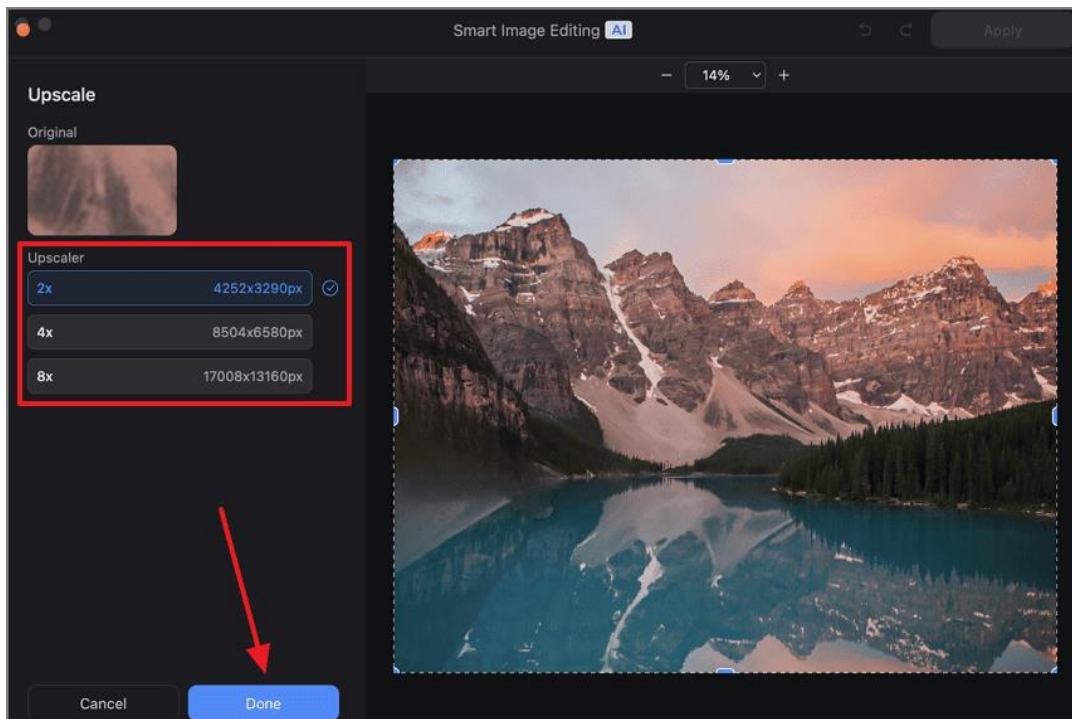 Smart Image Editing AI
Apply
14%
Upscale
Original
Upscaler
2x 4252x3290px
4x 8504x6580px
8x 17008x13160px
Cancel Done